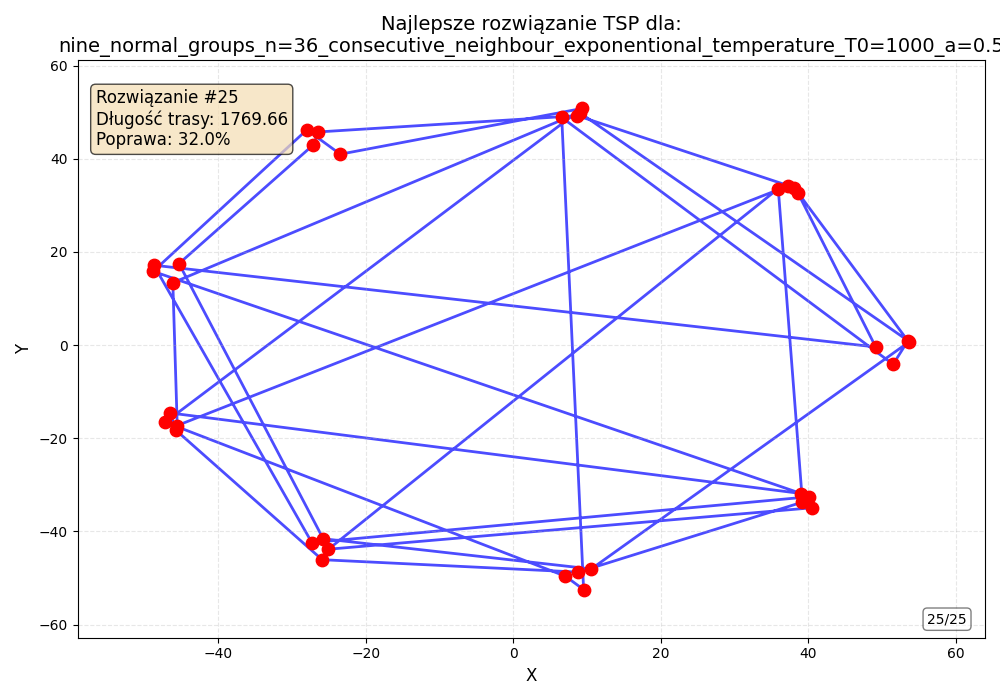 Najlepsze rozwiązanie TSP dla:
nine_normal_groups_n=36_consecutive_neighbour_exponentional_temperature_T0=1000_a=0.5
Rozwiązanie #25
Długość trasy: 1769.66
Poprawa: 32.0%
60
40
20
0
−20
−40
−60
Y
25/25
−40
−20
0
20
40
60
X